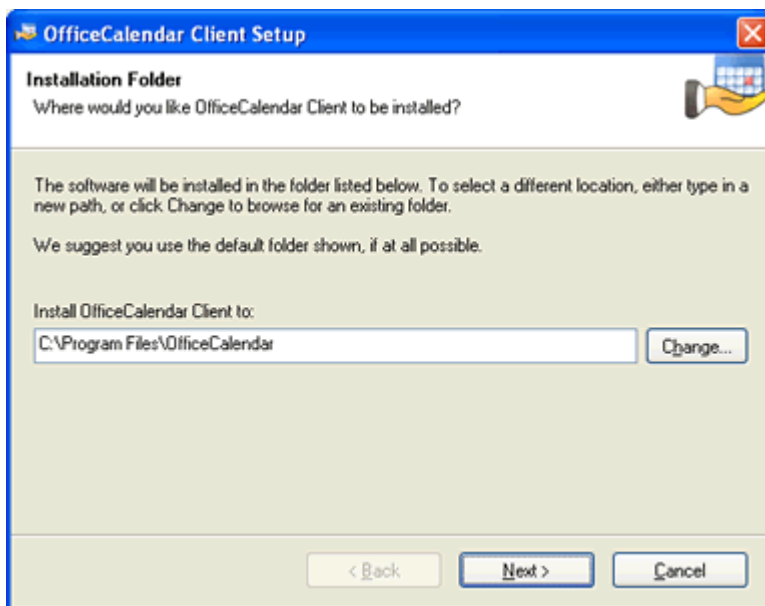 OfficeCalendar Client Setup
Installation Folder
Where would you like OfficeCalendar Client to be installed?
The software will be installed in the folder listed below. To select a different location, either type in a
new path, or click Change to browse for an existing folder.
We suggest you use the default folder shown, if at all possible.
Install OfficeCalendar Client to:
C:\Program Files\OfficeCalendar
Change...
< Back
Next >
Cancel